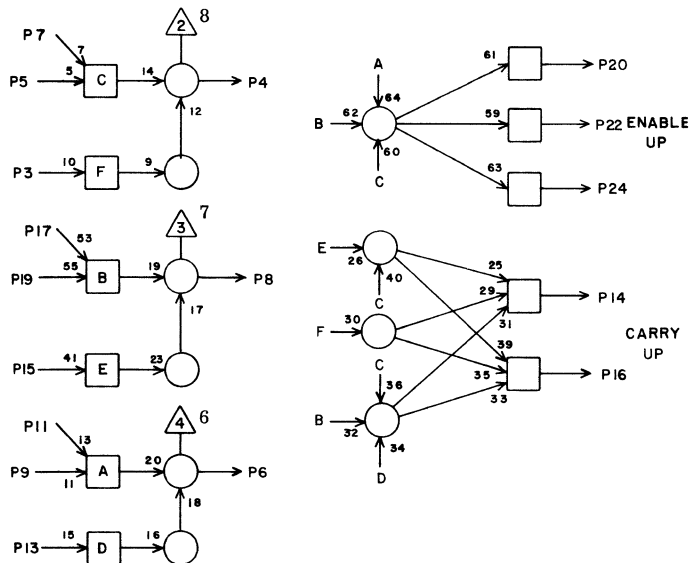 8
P7
2
7
A
61
P20
P5
5
C
14
P4
64
12
B
62
59
P22 ENABLE
UP
60
P3
10
F
9
63
P24
C
7
P17
3
53
E
26
25
P19
55
B
19
P8
40
29
P14
17
C
31
30
F
39
CARRY
UP
P15
41
E
23
C
35
P16
36
33
6
P11
4
B
32
13
34
P9
11
A
20
P6
D
18
P13
15
D
16